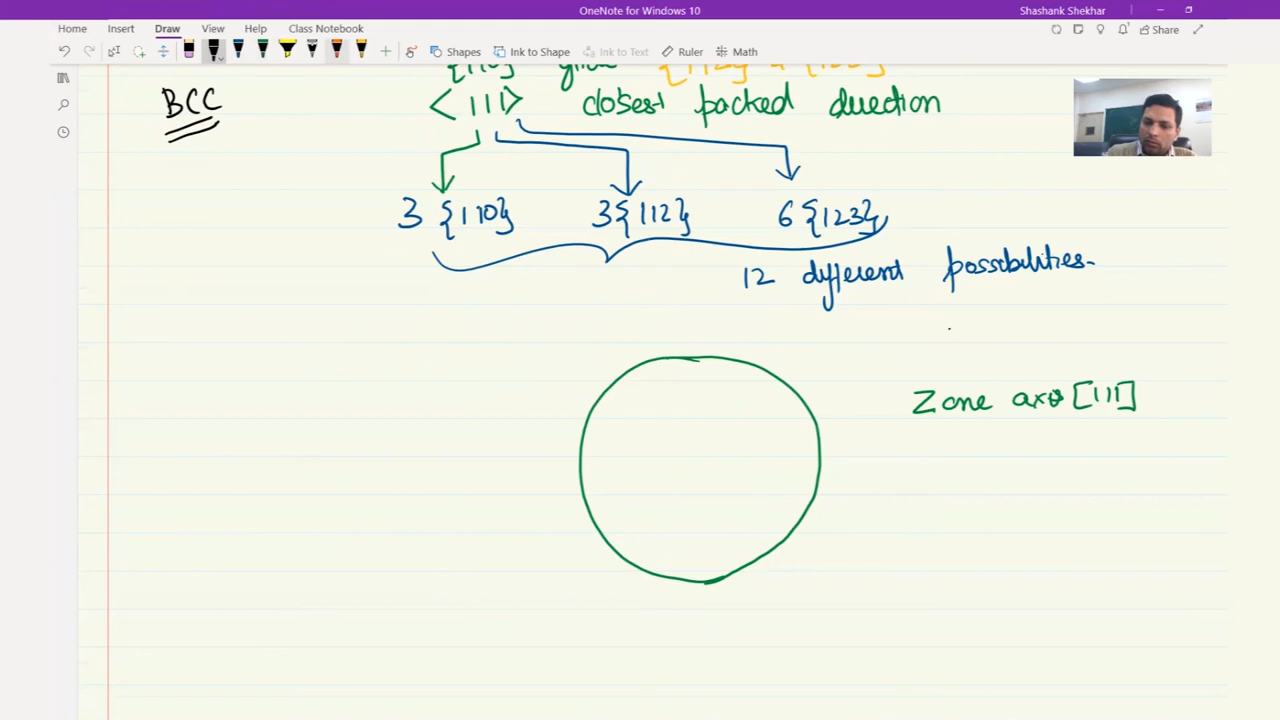 OneNote for Windows 10
Shashank Shekhar
Home Insert Draw View Help Class Notebook
Share
Shapes Ink to Shape Ink to Text Ruler Math
BCC
<111> closest packed direction
3 {110} 3{112} 6{123}
12 different possibilities.
Zone axis [111]